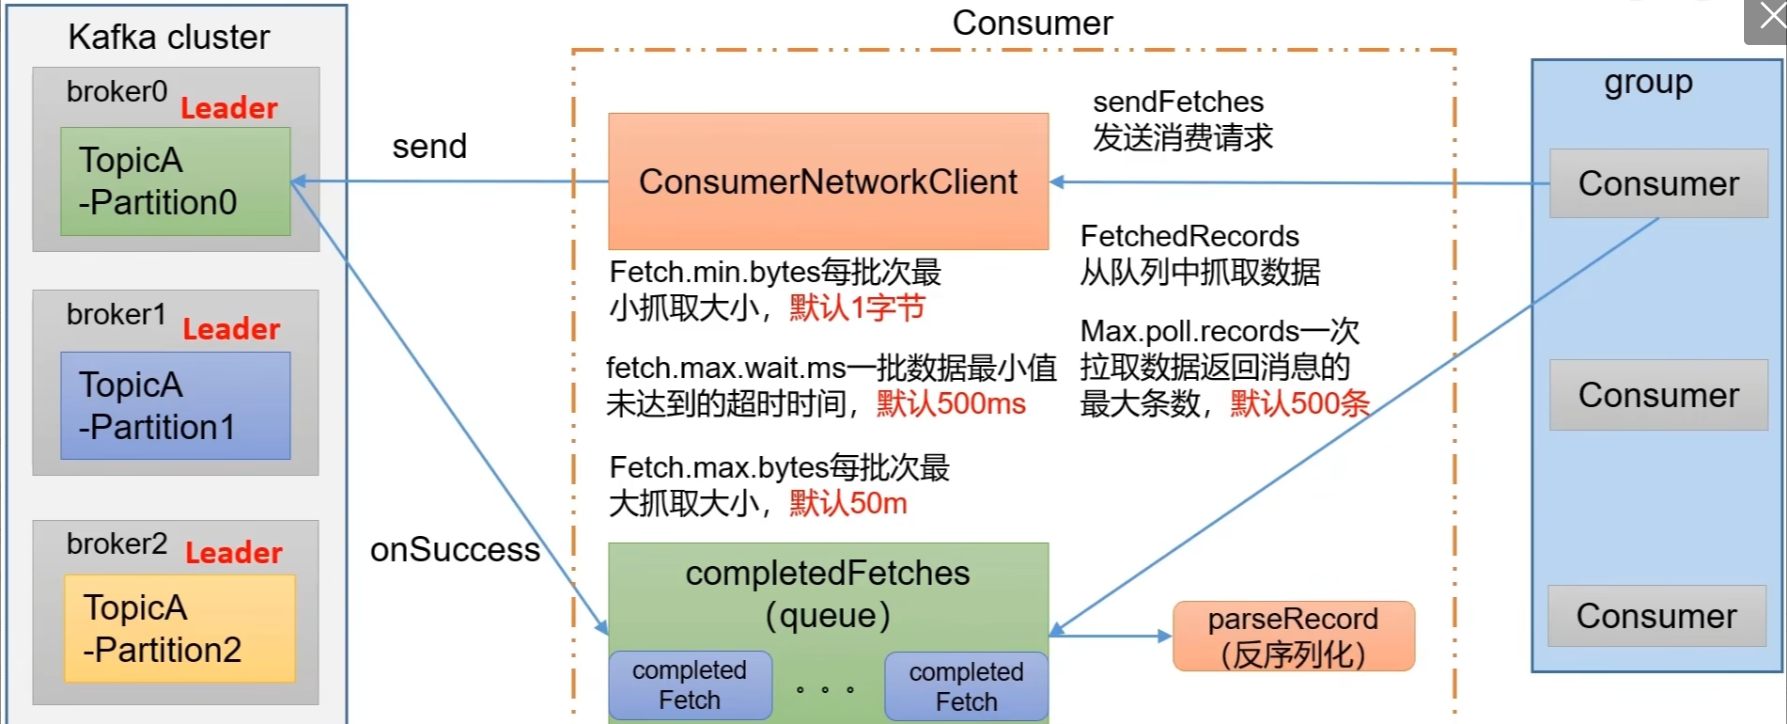 Kafka cluster
broker0
Leader
TopicA
-Partition0
broker1
Leader
TopicA
-Partition1
broker2
Leader
TopicA
-Partition2
send
onSuccess
Consumer
ConsumerNetworkClient
Fetch.min.bytes每批次最
小抓取大小，默认1字节
fetch.max.wait.ms一批数据最小值
未达到的超时时间，默认500ms
Fetch.max.bytes每批次最
大抓取大小，默认50m
completedFetches
（queue）
completed
Fetch
。。。
completed
Fetch
sendFetches
发送消费请求
FetchedRecords
从队列中抓取数据
Max.poll.records一次
拉取数据返回消息的
最大条数，默认500条
parseRecord
（反序列化）
group
Consumer
Consumer
Consumer